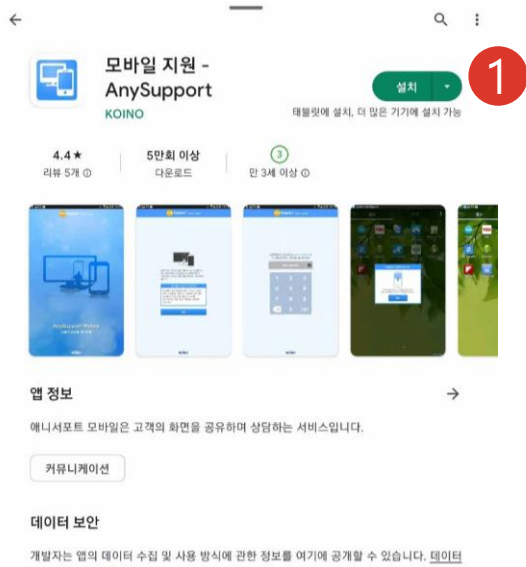 모바일 지원 -
AnySupport
KOINO
설치
1
태블릿에 설치, 더 많은 기기에 설치 가능
4.4★
리뷰 5개
5만회 이상
다운로드
3
만 3세 이상
AnySupport Mobile
앱 정보
애니서포트 모바일은 고객의 화면을 공유하며 상담하는 서비스입니다.
커뮤니케이션
데이터 보안
개발자는 앱의 데이터 수집 및 사용 방식에 관한 정보를 여기에 공개할 수 있습니다. 데이터